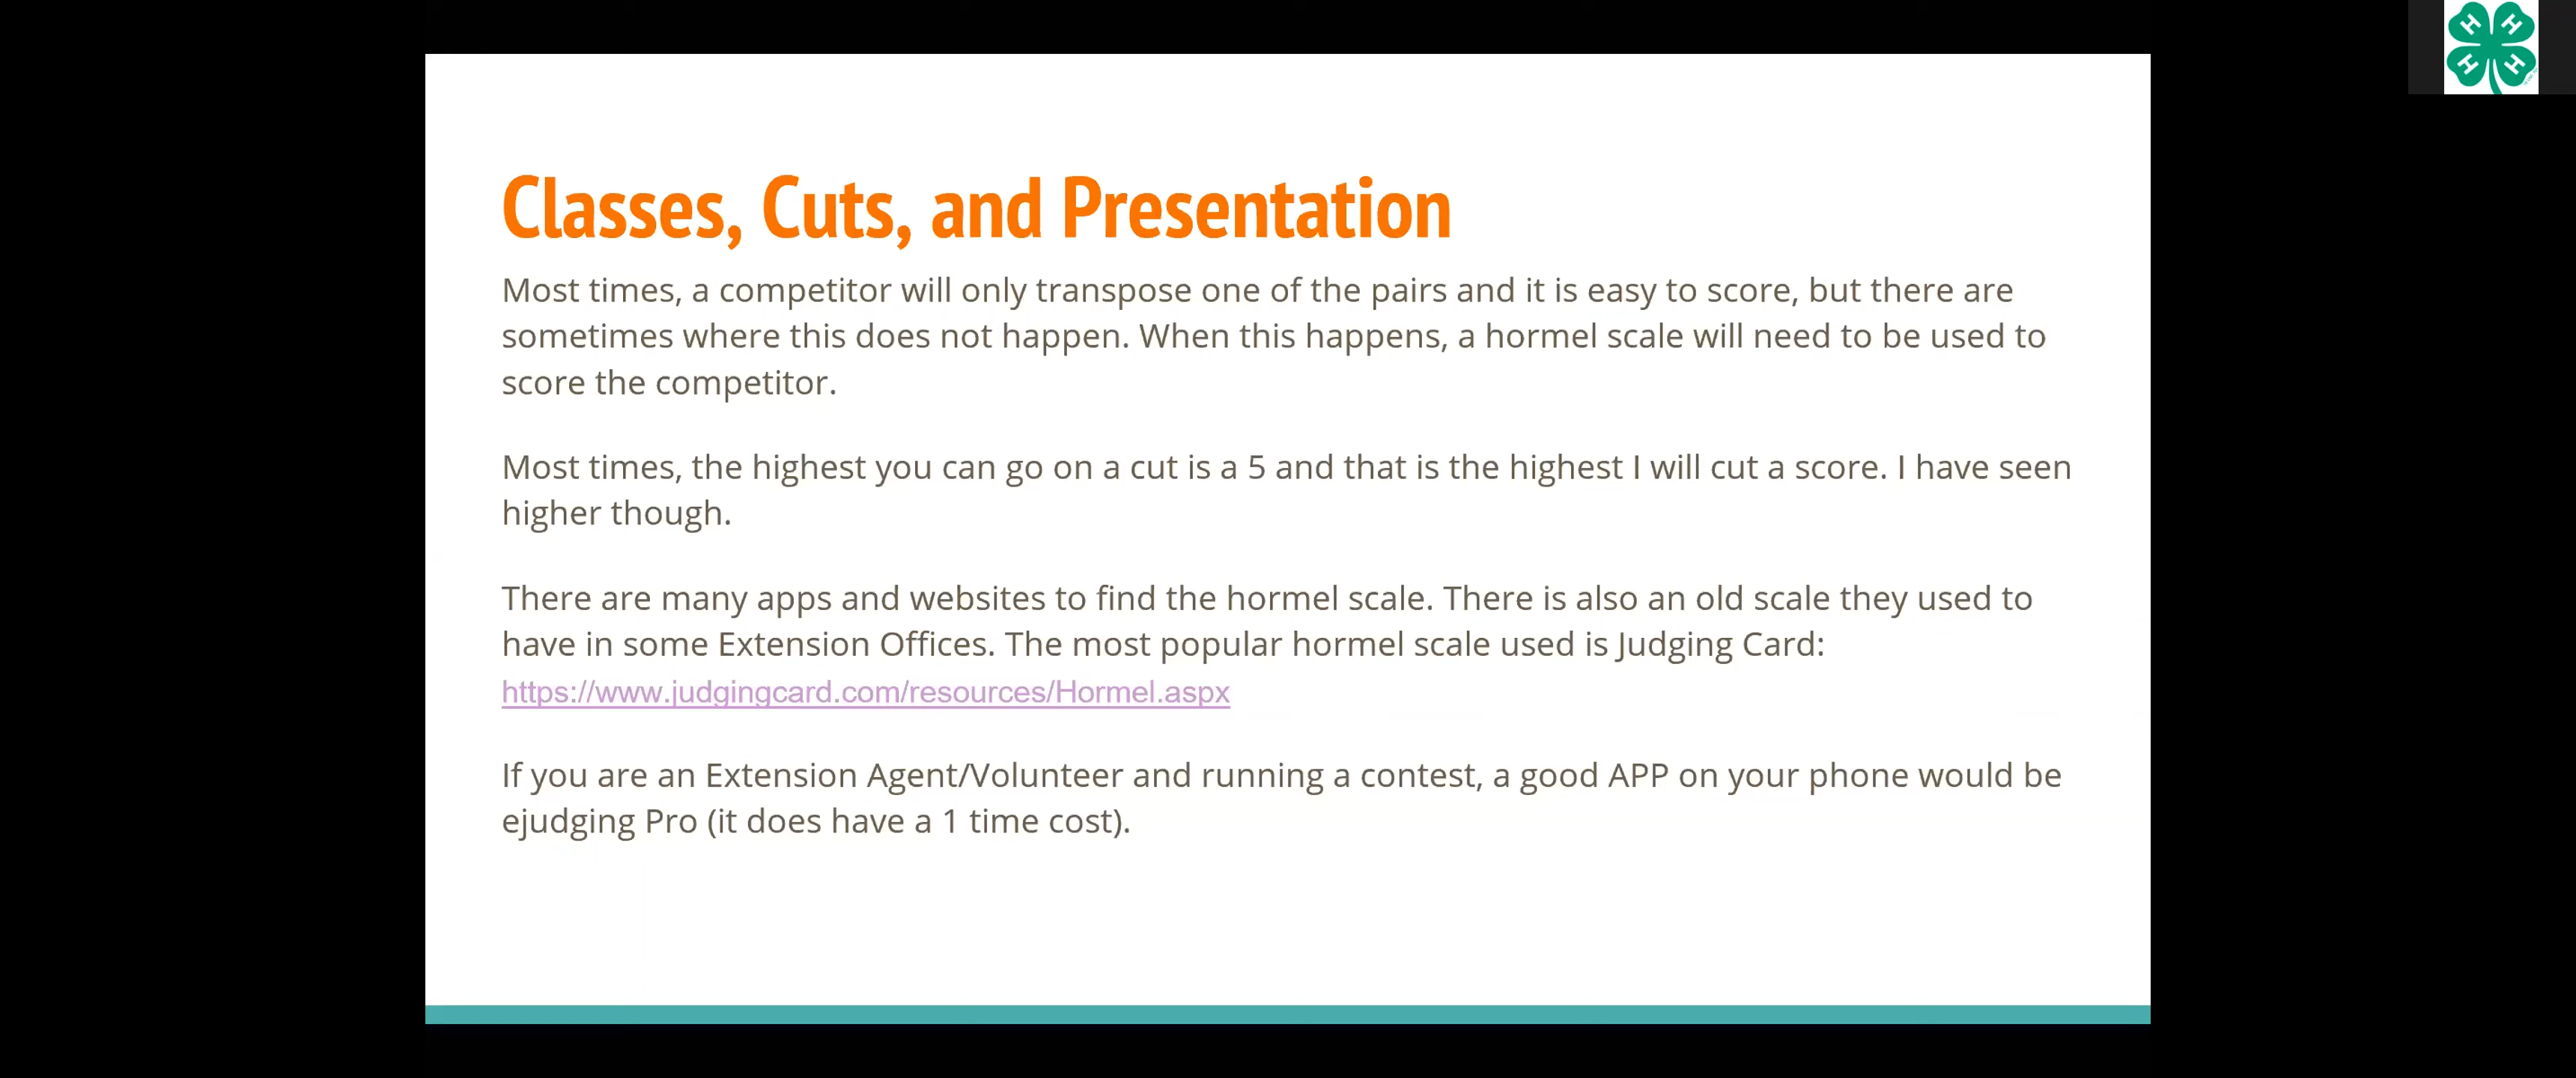 Classes, Cuts, and Presentation
Most times, a competitor will only transpose one of the pairs and it is easy to score, but there are
sometimes where this does not happen. When this happens, a hormel scale will need to be used to
score the competitor.
Most times, the highest you can go on a cut is a 5 and that is the highest I will cut a score. I have seen
higher though.
There are many apps and websites to find the hormel scale. There is also an old scale they used to
have in some Extension Offices. The most popular hormel scale used is Judging Card:
https://www.judgingcard.com/resources/Hormel.aspx
If you are an Extension Agent/Volunteer and running a contest, a good APP on your phone would be
ejudging Pro (it does have a 1 time cost).
H H
H H